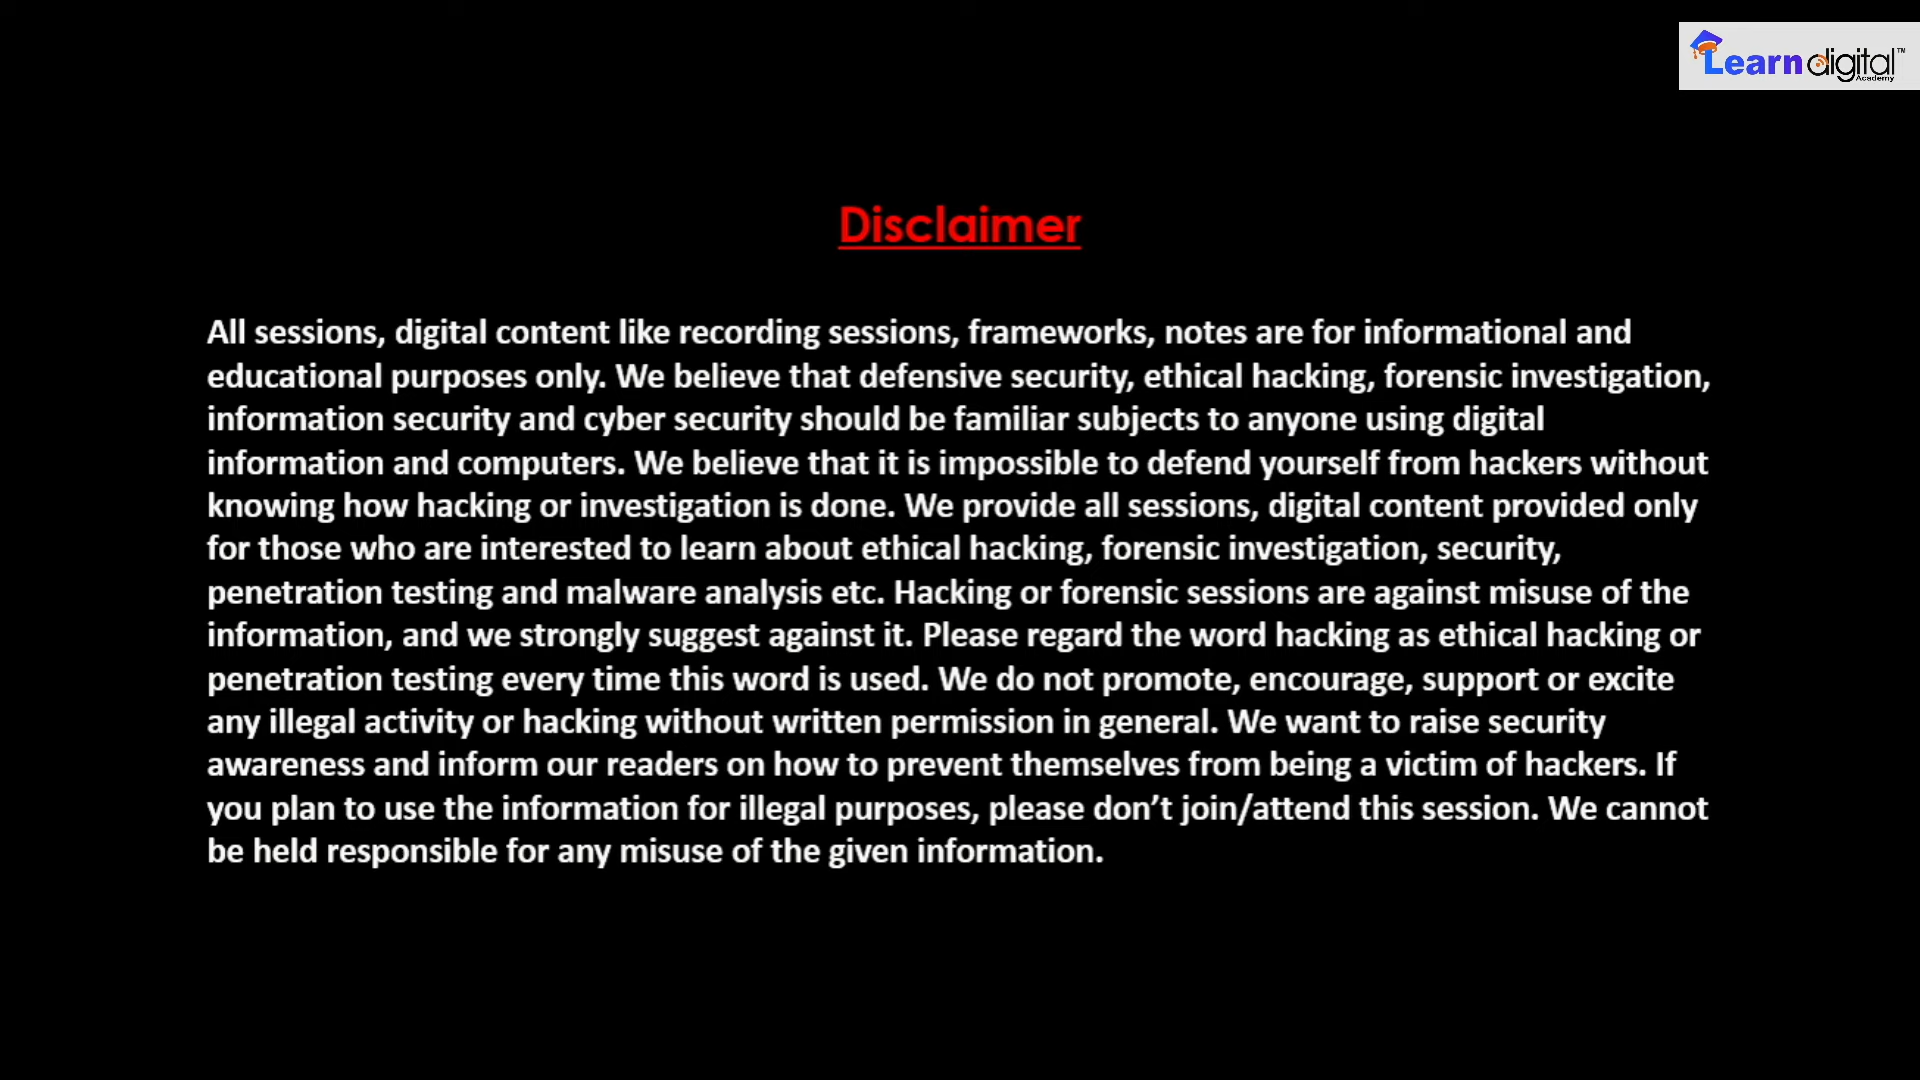 Learn digital™
Academy
Disclaimer
All sessions, digital content like recording sessions, frameworks, notes are for informational and
educational purposes only. We believe that defensive security, ethical hacking, forensic investigation,
information security and cyber security should be familiar subjects to anyone using digital
information and computers. We believe that it is impossible to defend yourself from hackers without
knowing how hacking or investigation is done. We provide all sessions, digital content provided only
for those who are interested to learn about ethical hacking, forensic investigation, security,
penetration testing and malware analysis etc. Hacking or forensic sessions are against misuse of the
information, and we strongly suggest against it. Please regard the word hacking as ethical hacking or
penetration testing every time this word is used. We do not promote, encourage, support or excite
any illegal activity or hacking without written permission in general. We want to raise security
awareness and inform our readers on how to prevent themselves from being a victim of hackers. If
you plan to use the information for illegal purposes, please don’t join/attend this session. We cannot
be held responsible for any misuse of the given information.